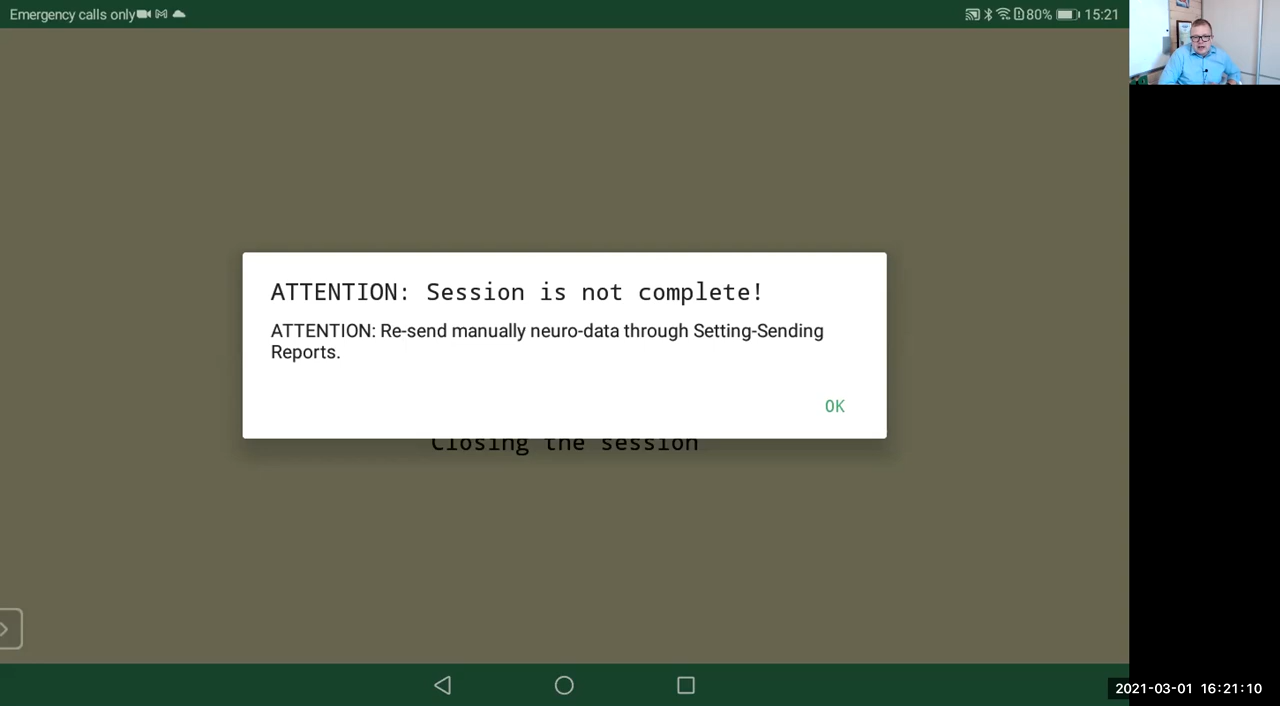 Emergency calls only
80% 15:21
ATTENTION: Session is not complete!
ATTENTION: Re-send manually neuro-data through Setting-Sending
Reports.
OK
Closing the session
2021-03-01 16:21:10